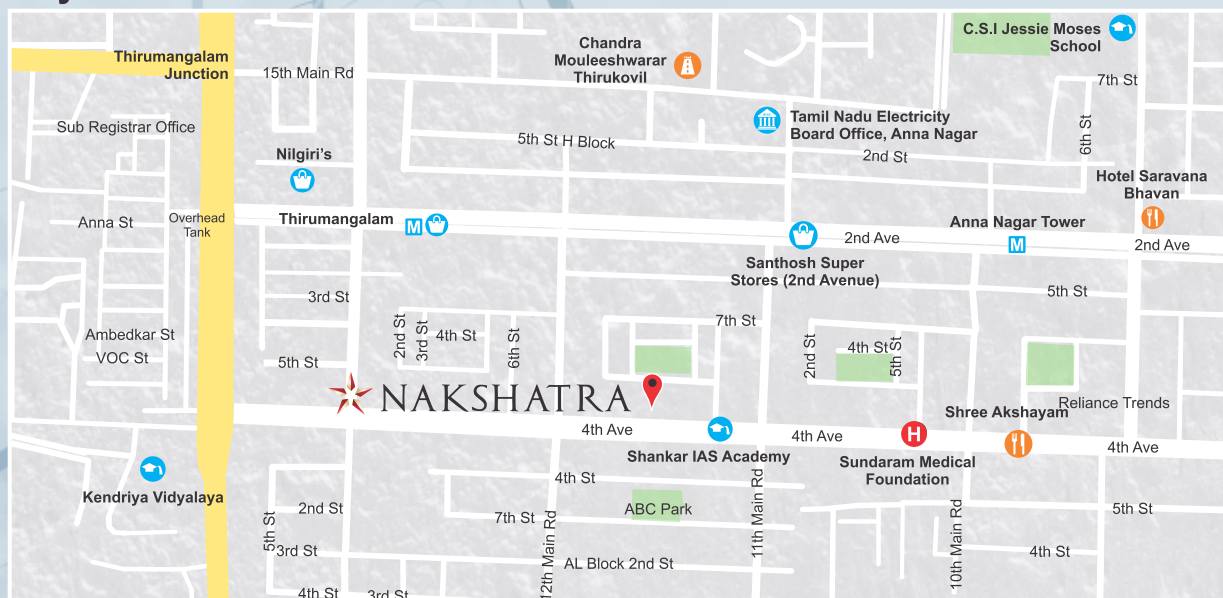 C.S.I Jessie Moses
School
Chandra
Mouleeshwarar
Thirukovil
Thirumangalam
Junction
15th Main Rd
7th St
Tamil Nadu Electricity
Board Office, Anna Nagar
Sub Registrar Office
5th St H Block
6th St
2nd St
Nilgiri's
Hotel Saravana
Bhavan
Anna St
Overhead
Tank
Thirumangalam
M
2nd Ave
Anna Nagar Tower
M
2nd Ave
Santhosh Super
Stores (2nd Avenue)
3rd St
5th St
Ambedkar St
VOC St
5th St
2nd St
3rd St
4th St
6th St
7th St
2nd St
4th St
5th St
NAKSHATRA
Shree Akshayam
Reliance Trends
4th Ave
4th Ave
H
4th Ave
Shankar IAS Academy
Sundaram Medical
Foundation
Kendriya Vidyalaya
4th St
2nd St
7th St
ABC Park
11th Main Rd
5th St
5th St
3rd St
12th Main Rd
AL Block 2nd St
10th Main Rd
4th St
4th St
3rd St